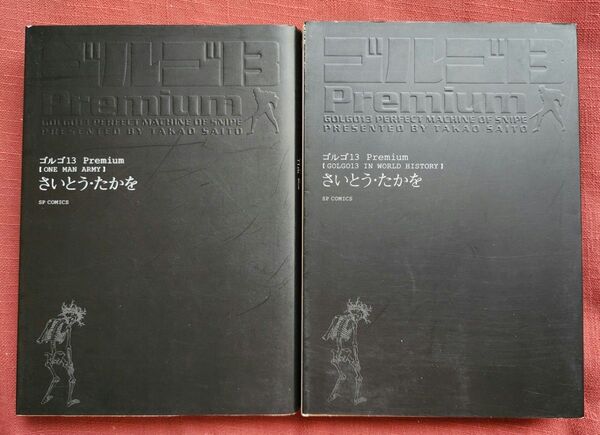 ゴルゴ13
Premium
GOLGO13 PERFECT MACHINE OF SNIPE
PRESENTED BY TAKAO SAITO
ゴルゴ13 Premium
【ONE MAN ARMY】
さいとう・たかを
SP COMICS
ゴルゴ13
Premium
GOLGO13 PERFECT MACHINE OF SNIPE
PRESENTED BY TAKAO SAITO
ゴルゴ13 Premium
【GOLGO13 IN WORLD HISTORY】
さいとう・たかを
SP COMICS